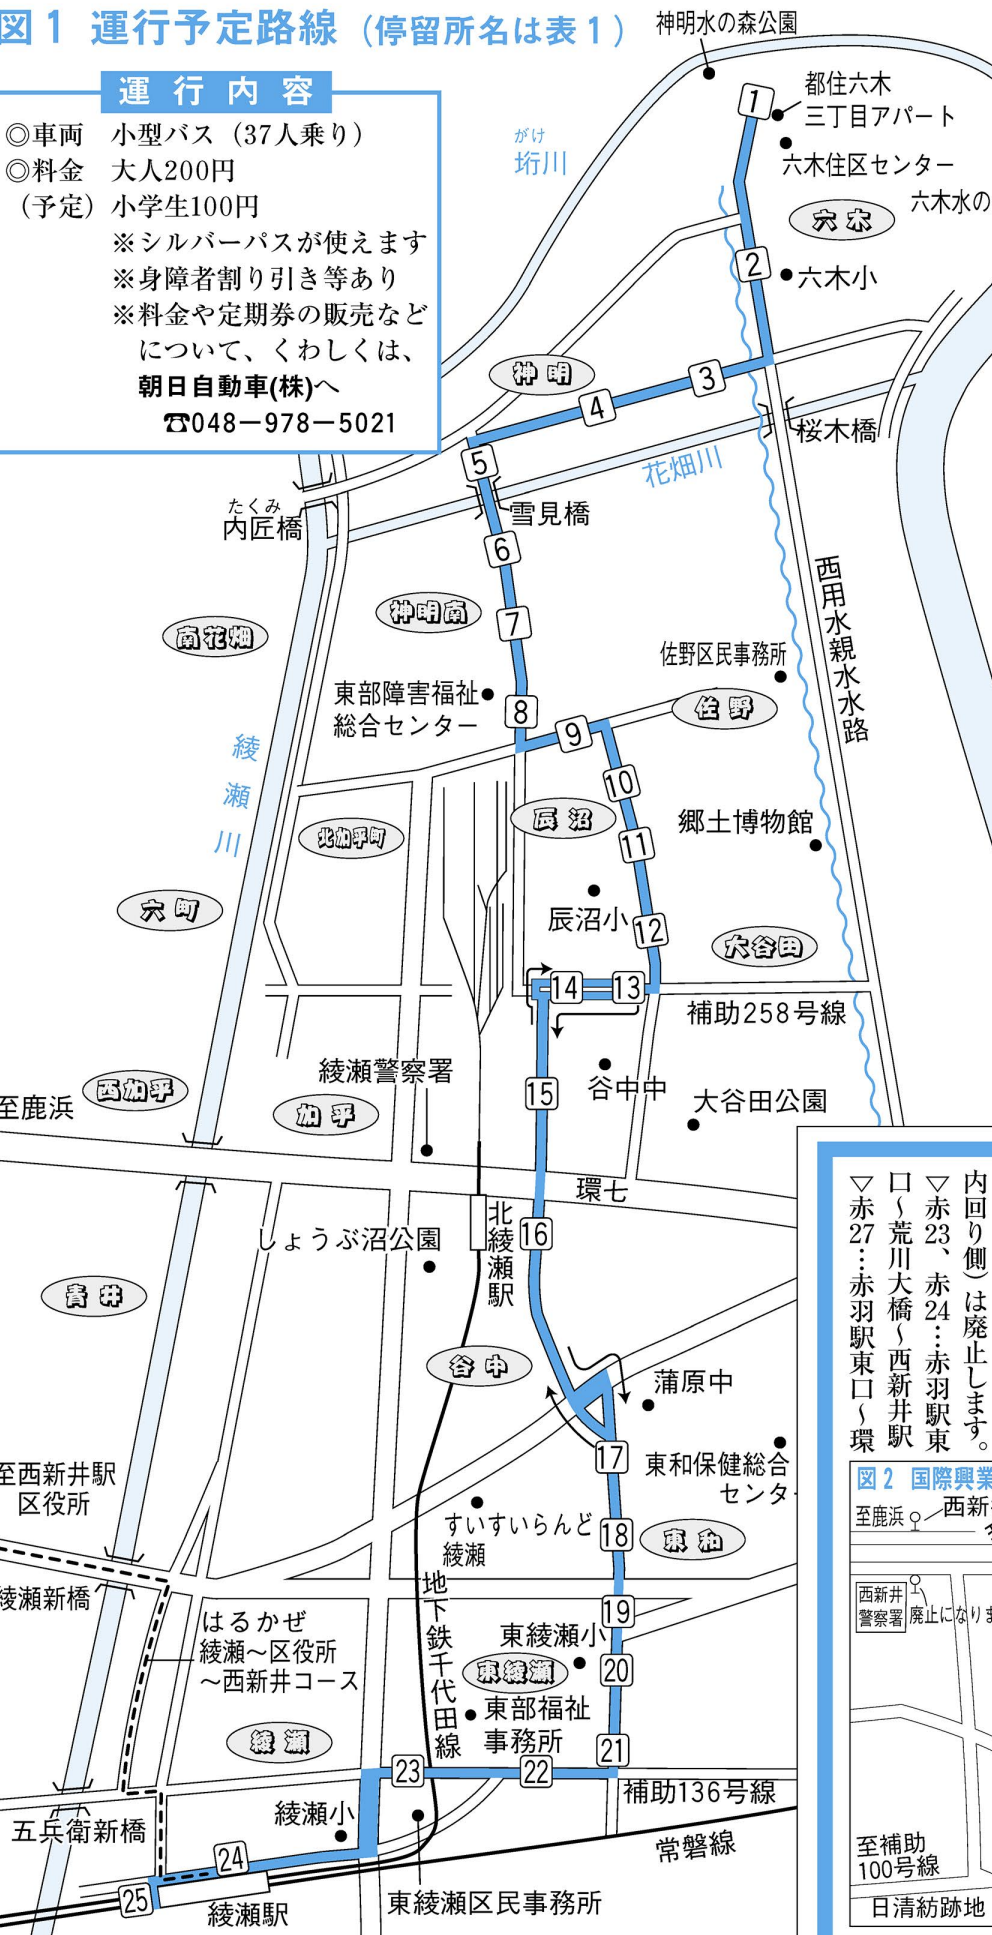 図1 運行予定路線（停留所名は表1）
運行内容
◎車両 小型バス（37人乗り）
◎料金 大人200円
（予定）小学生100円
※シルバーパスが使えます
※身障者割り引き等あり
※料金や定期券の販売など
について、くわしくは、
朝日自動車(株)へ
☎048－978－5021
神明水の森公園
1
都住六木
三丁目アパート
六木住区センター
がけ
垳川
六木
六木水の
2
六木小
神明
3
4
桜木橋
5
花畑川
雪見橋
たくみ
内匠橋
6
西用水親水水路
神明南
7
南花畑
佐野区民事務所
東部障害福祉
総合センター
8
佐野
9
綾瀬川
10
辰沼
郷土博物館
北加平町
11
六町
辰沼小
12
大谷田
14
13
補助258号線
綾瀬警察署
谷中中
15
大谷田公園
至鹿浜
西加平
加平
環七
しょうぶ沼公園
北綾瀬駅
16
青井
谷中
蒲原中
17
東和保健総合
センタ
至西新井駅
区役所
すいすいらんど
綾瀬
18
東和
綾瀬新橋
地下鉄千代田線
はるかぜ
綾瀬～区役所
～西新井コース
19
東綾瀬小
東綾瀬
20
東部福祉
事務所
綾瀬
21
23
22
補助136号線
五兵衛新橋
綾瀬小
常磐線
24
25
綾瀬駅
東綾瀬区民事務所
内回り側）は廃止します。
▽赤23、赤24…赤羽駅東
口～荒川大橋～西新井駅
▽赤27…赤羽駅東口～環
図2 国際興業
至鹿浜
西新
西新井
警察署
廃止になりま
至補助
100号線
日清紡跡地